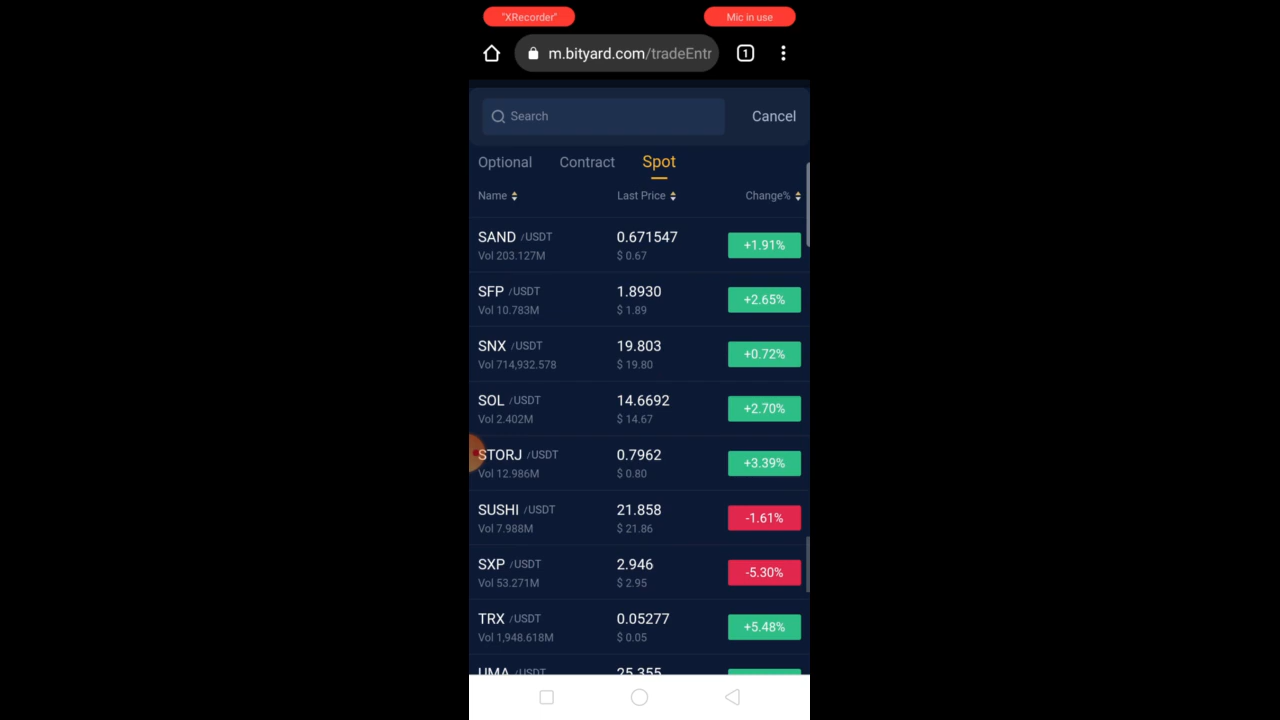 "XRecorder"
Mic in use
m.bityard.com/tradeEntr
1
Search
Cancel
Optional
Contract
Spot
Name
Last Price
Change%
SAND /USDT
0.671547
+1.91%
Vol 203.127M
$ 0.67
SFP /USDT
1.8930
+2.65%
Vol 10.783M
$ 1.89
SNX /USDT
19.803
+0.72%
Vol 714,932.578
$ 19.80
SOL /USDT
14.6692
+2.70%
Vol 2.402M
$ 14.67
STORJ /USDT
0.7962
+3.39%
Vol 12.986M
$ 0.80
SUSHI /USDT
21.858
-1.61%
Vol 7.988M
$ 21.86
SXP /USDT
2.946
-5.30%
Vol 53.271M
$ 2.95
TRX /USDT
0.05277
+5.48%
Vol 1,948.618M
$ 0.05
UMA /USDT
25.355